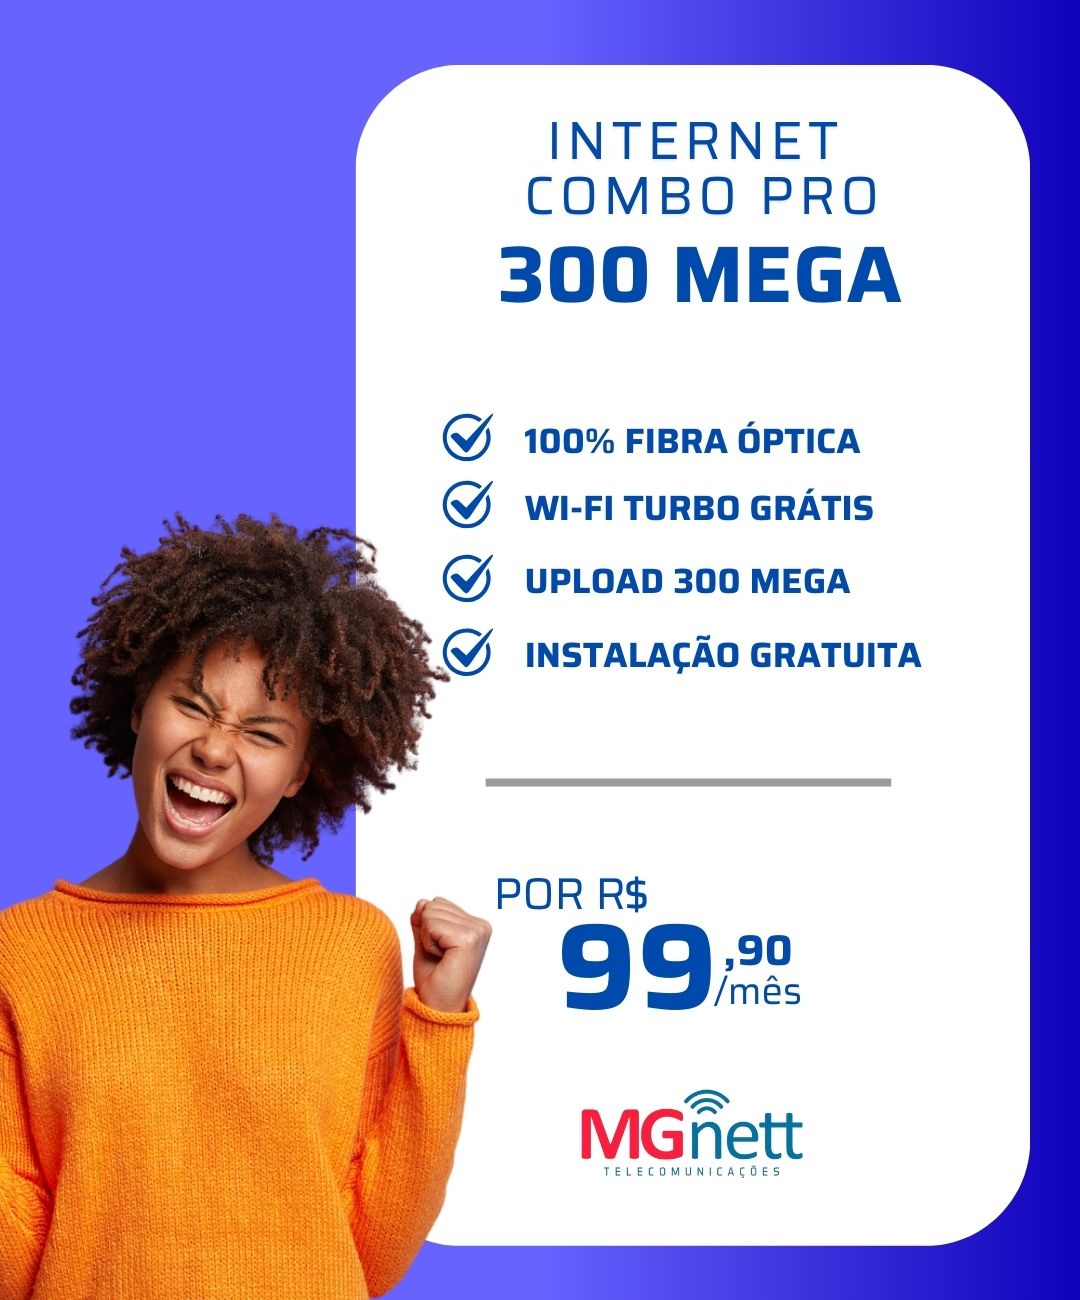 INTERNET
COMBO PRO
300 MEGA
100% FIBRA ÓPTICA
WI-FI TURBO GRÁTIS
UPLOAD 300 MEGA
INSTALAÇÃO GRATUITA
POR R$
99,90
/mês
MGnett
TELECOMUNICAÇÕES